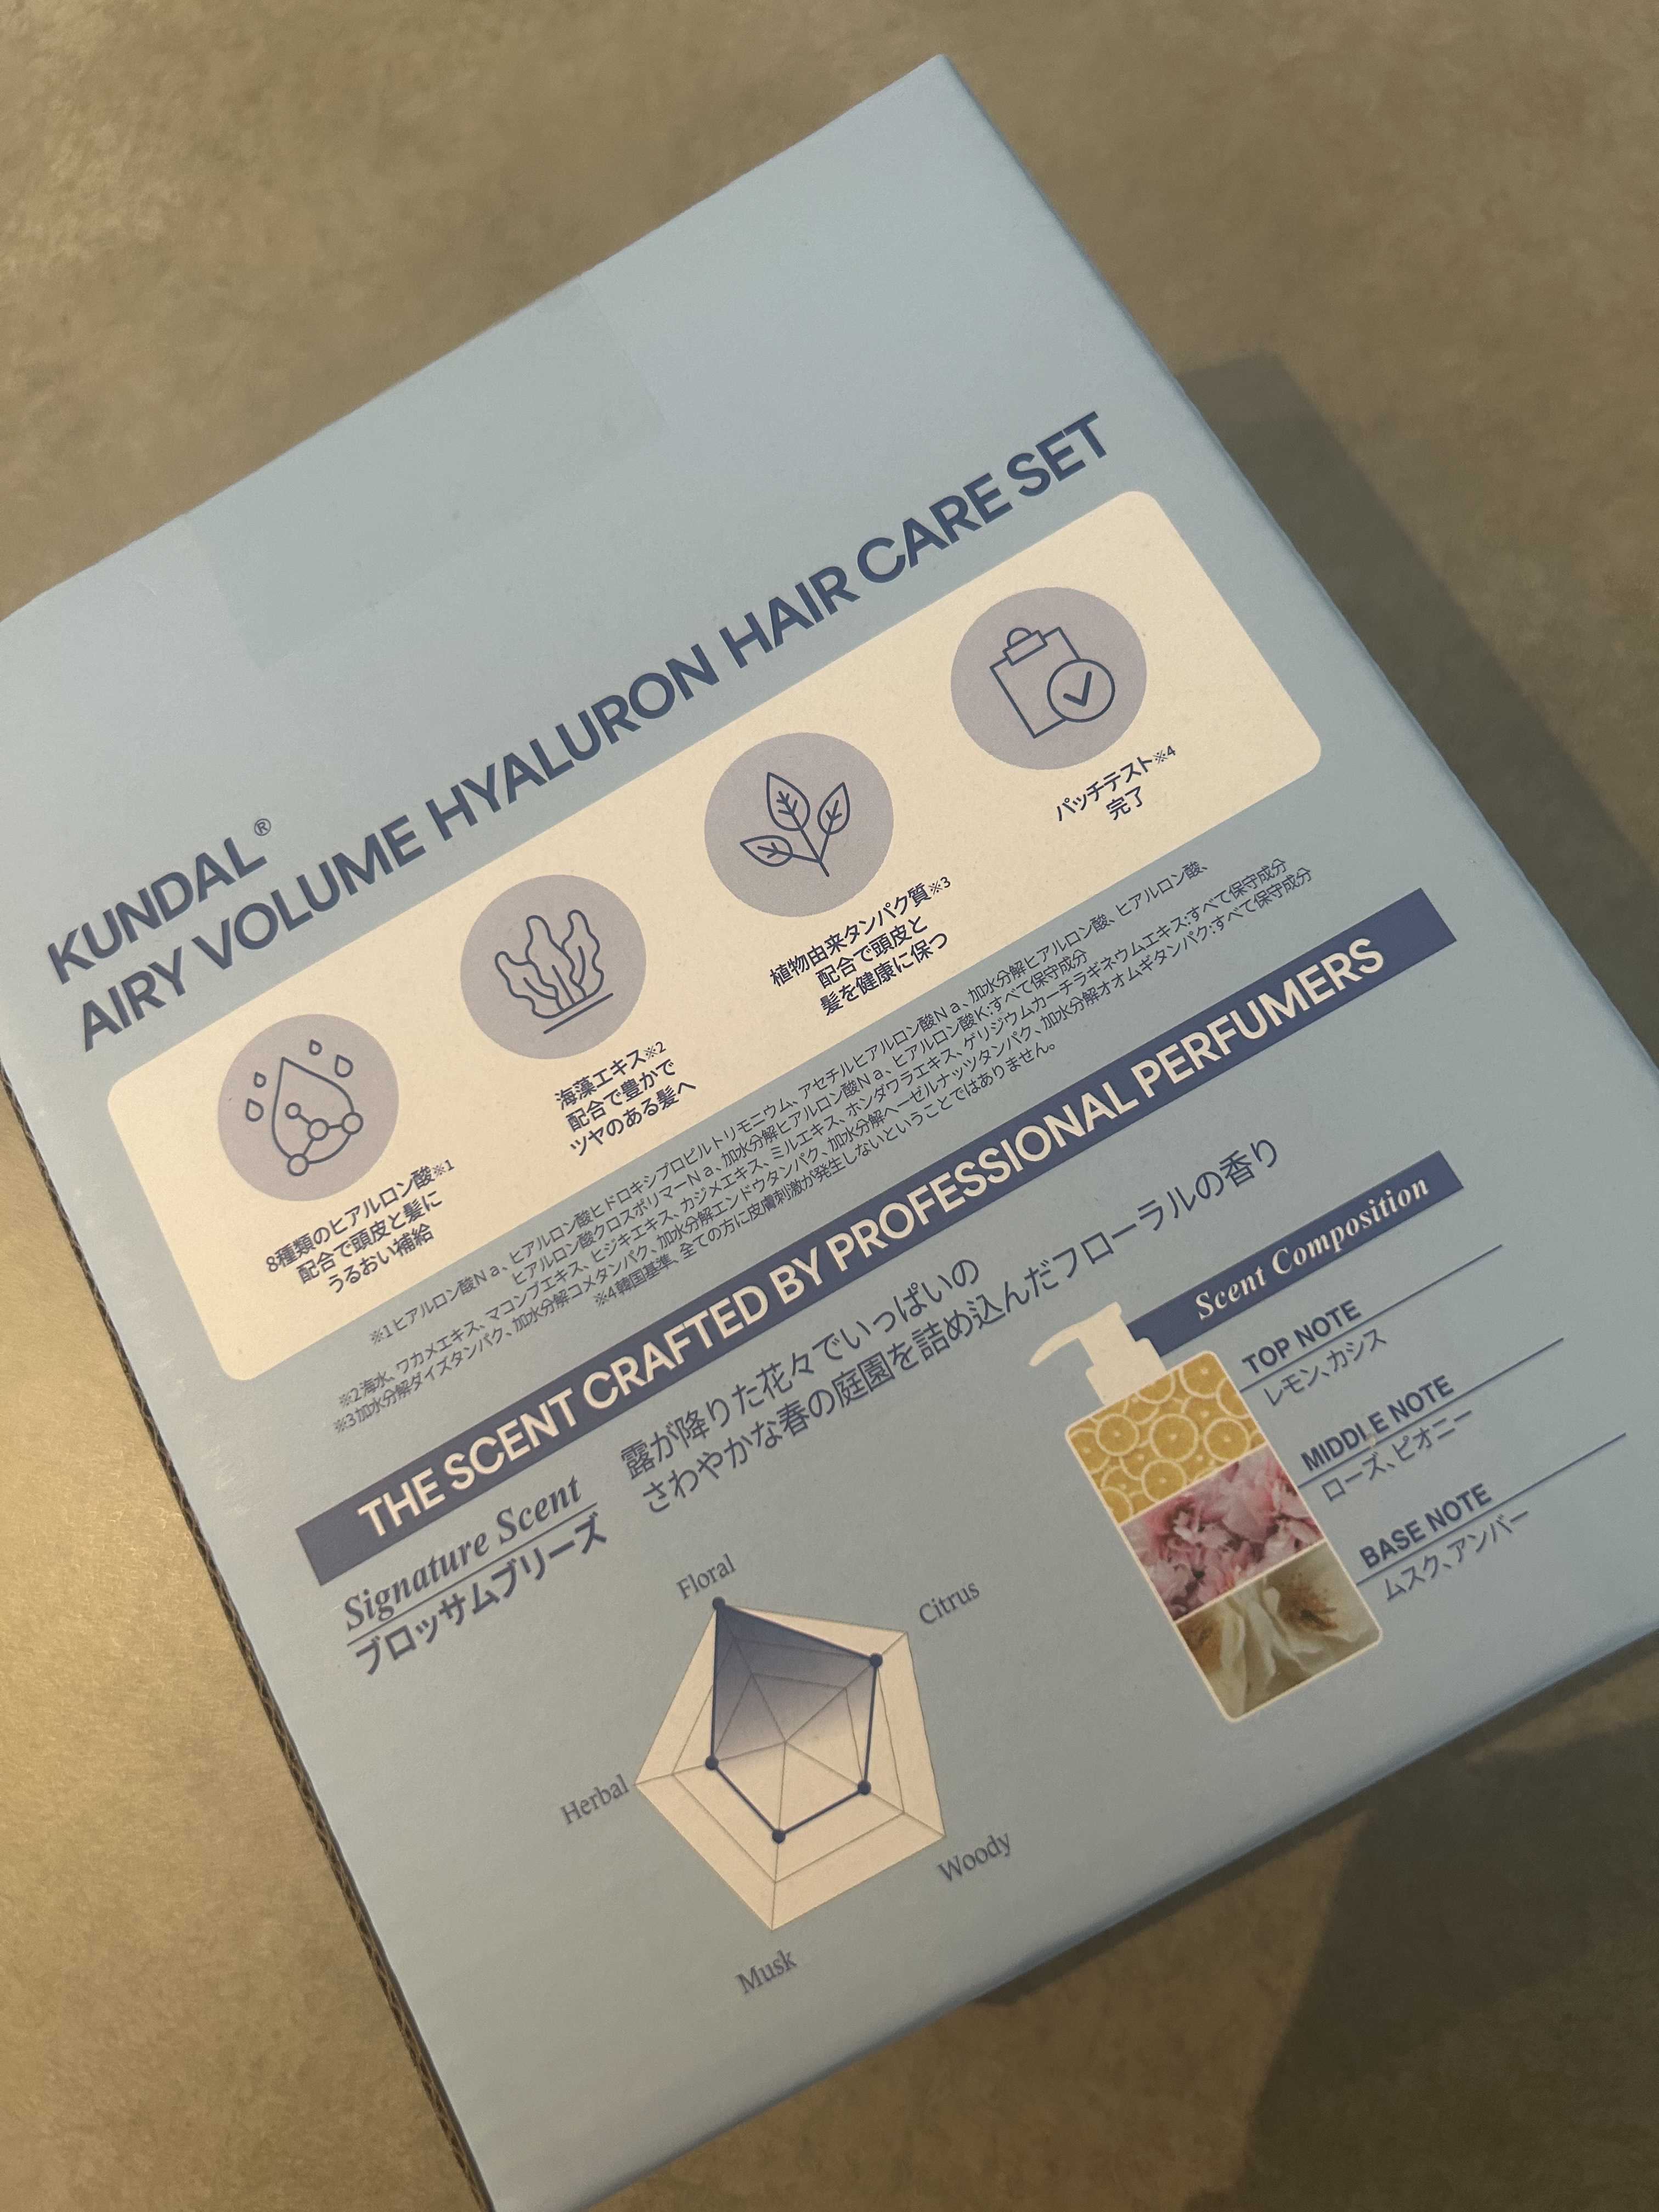 KUNDAL®
AIRY VOLUME HYALURON HAIR CARE SET
8種類のヒアルロン酸※1
配合で頭皮と髪に
うるおい補給
海藻エキス※2
配合で豊かで
ツヤのある髪へ
植物由来タンパク質※3
配合で頭皮と
髪を健康に保つ
パッチテスト※4
完了
※1ヒアルロン酸Na、ヒアルロン酸ヒドロキシプロピルトリモニウム、アセチルヒアルロン酸Na、加水分解ヒアルロン酸、ヒアルロン酸、
ヒアルロン酸クロスポリマーNa、加水分解ヒアルロン酸Na、ヒアルロン酸K:すべて保守成分
※2海水、ワカメエキス、マコンブエキス、ヒジキエキス、カジメエキス、ミルエキス、ホンダワラエキス、ゲリジウムカーチラギネウムエキス:すべて保守成分
※3加水分解ダイズタンパク、加水分解コメタンパク、加水分解エンドウタンパク、加水分解ヘーゼルナッツタンパク、加水分解オオムギタンパク:すべて保守成分
※4韓国基準、全ての方に皮膚刺激が発生しないということではありません。
THE SCENT CRAFTED BY PROFESSIONAL PERFUMERS
Signature Scent
ブロッサムブリーズ
露が降りた花々でいっぱいの
さわやかな春の庭園を詰め込んだフローラルの香り
Floral
Citrus
Herbal
Woody
Musk
Scent Composition
TOP NOTE
レモン、カシス
MIDDLE NOTE
ローズ、ピオニー
BASE NOTE
ムスク、アンバー